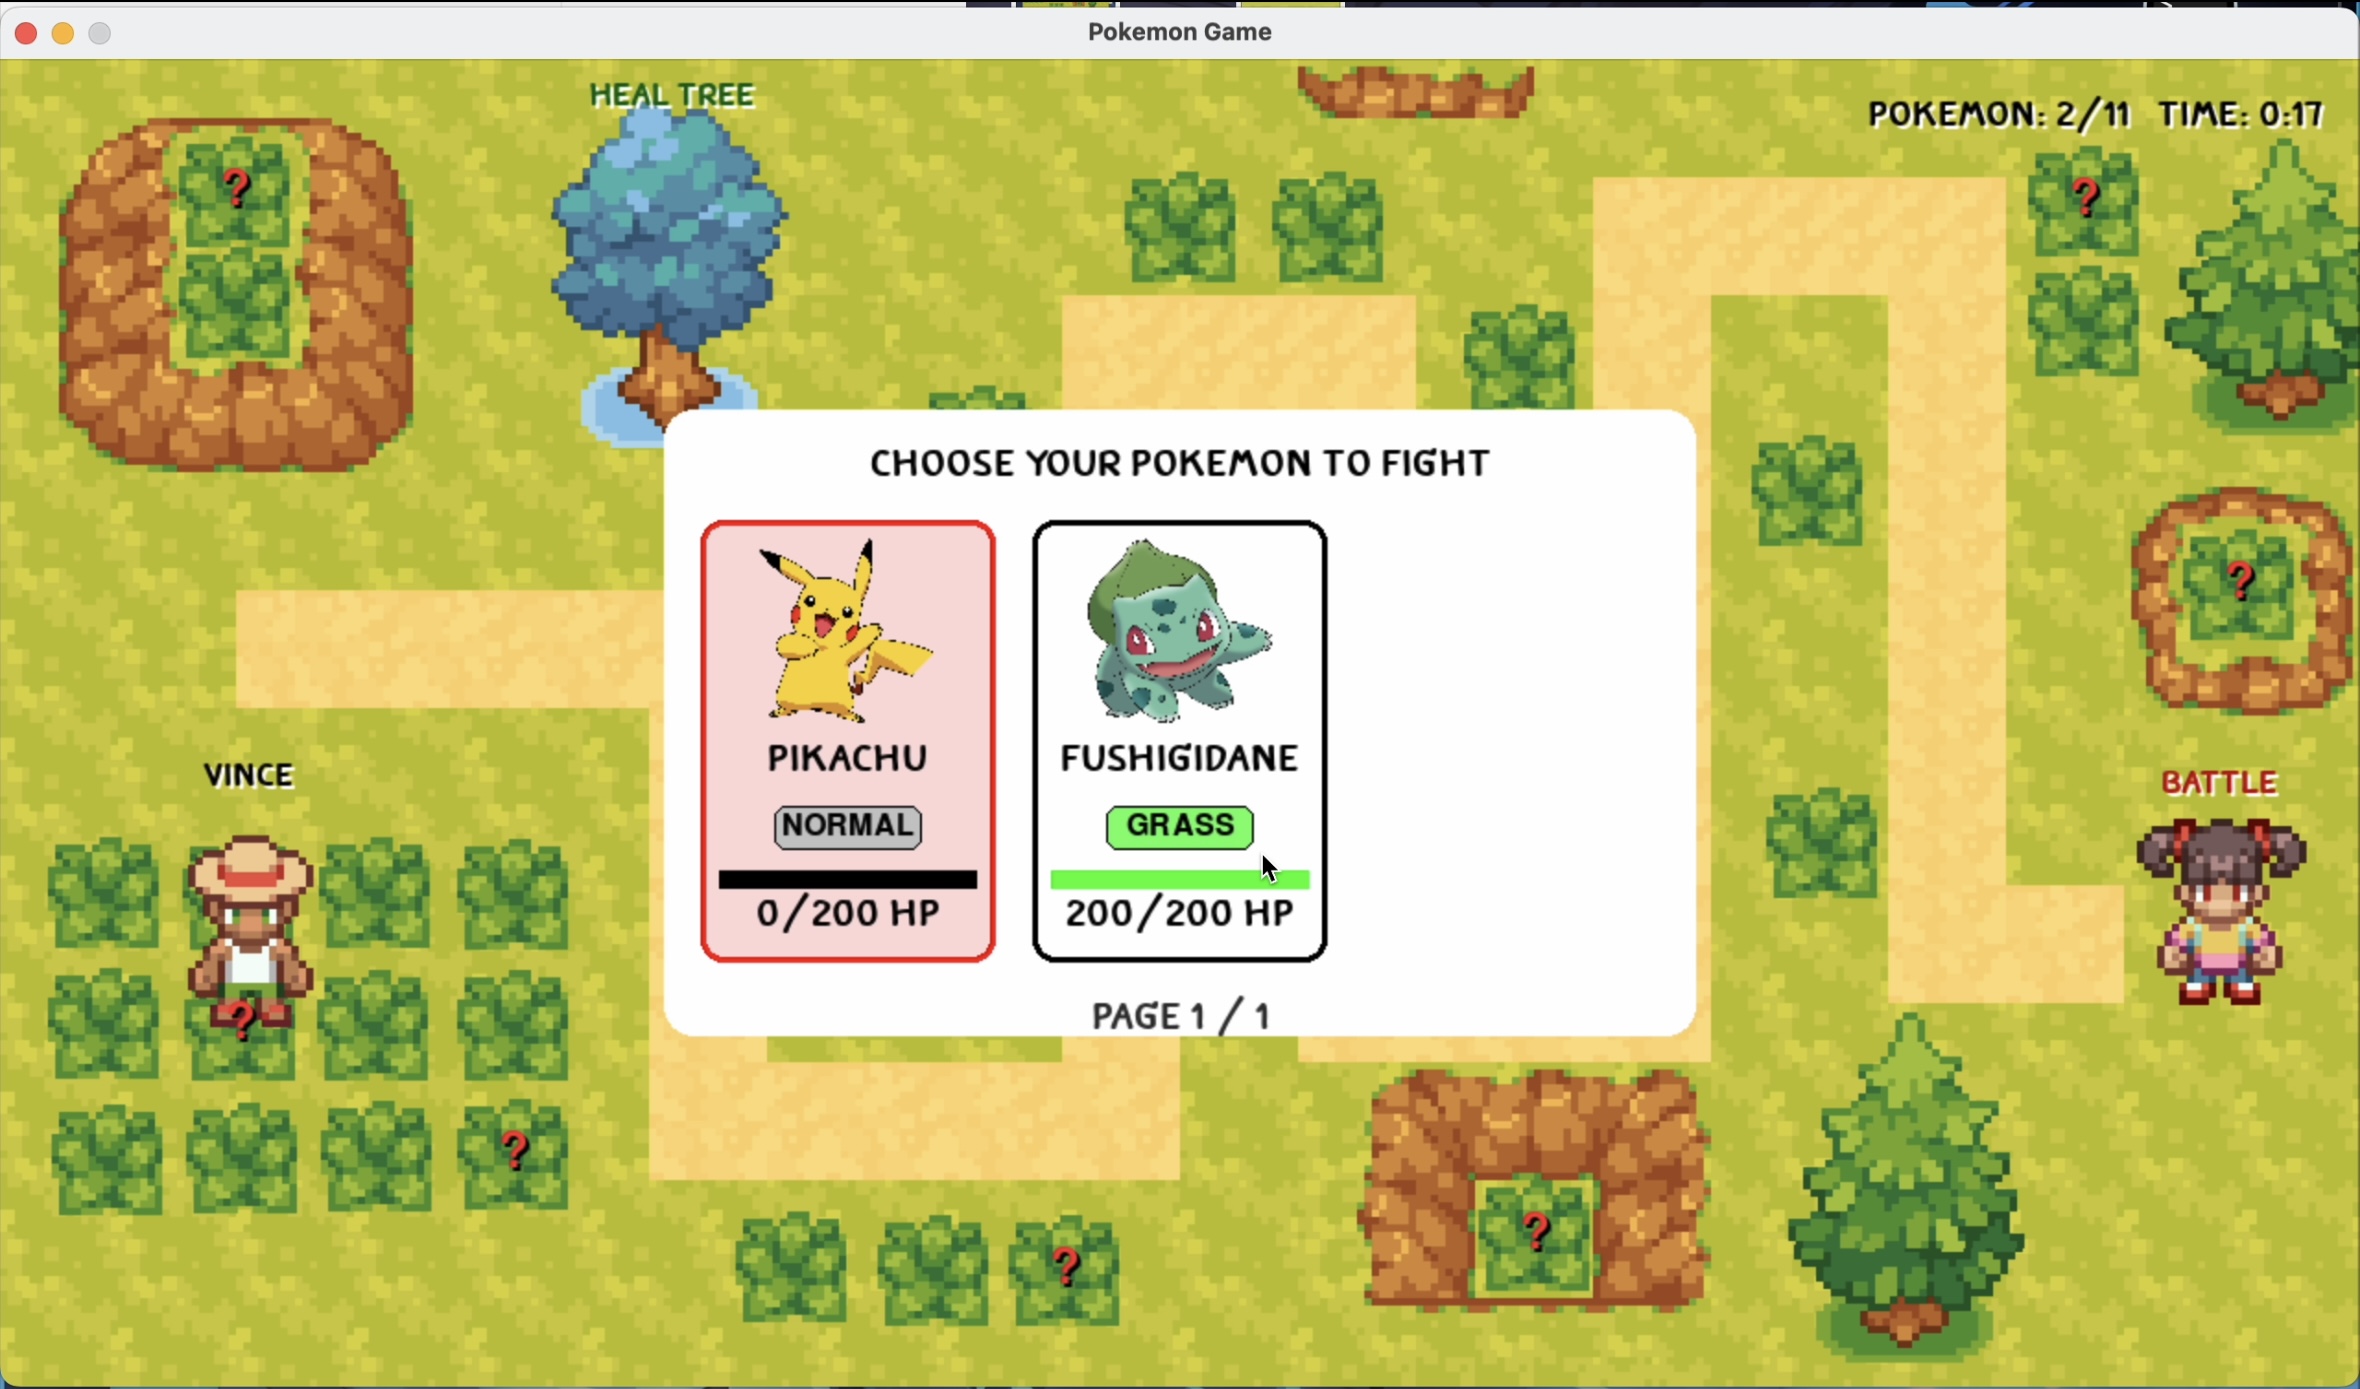 Pokemon Game
HEAL TREE
POKEMON: 2/11 TIME: 0:17
?
?
CHOOSE YOUR POKEMON TO FIGHT
?
PIKACHU
FUSHIGIDANE
VINCE
BATTLE
NORMAL
GRASS
0/200 HP
200/200 HP
?
PAGE 1 / 1
?
?
?